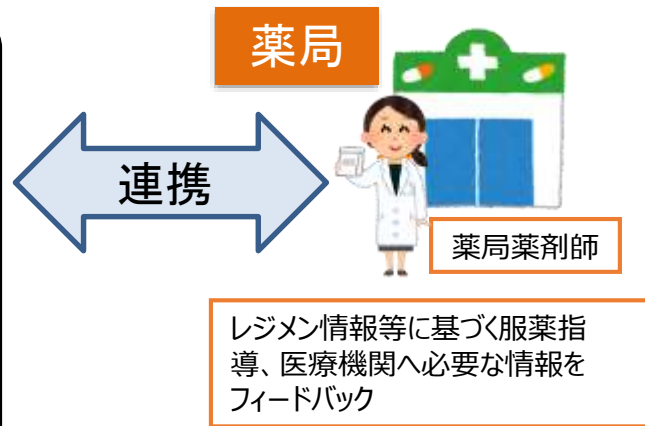 薬局
連携
薬局薬剤師
レジメン情報等に基づく服薬指
導、医療機関へ必要な情報を
フィードバック